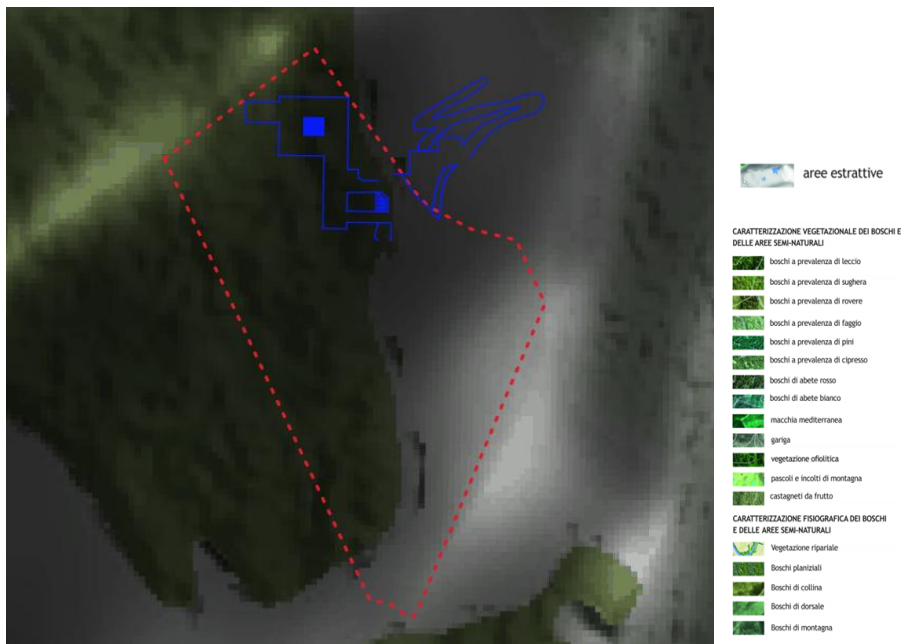 aree estrattive
CARATTERIZZAZIONE VEGETAZIONALE DEI BOSCHI E
DELLE AREE SEMI-NATURALI
boschi a prevalenza di leccio
boschi a prevalenza di sughera
boschi a prevalenza di rovere
boschi a prevalenza di faggio
boschi a prevalenza di pini
boschi a prevalenza di cipresso
boschi di abete rosso
boschi di abete bianco
macchia mediterranea
gariga
vegetazione ofiolitica
pascoli e incolti di montagna
castagneti da frutto
CARATTERIZZAZIONE FISIOGRAFICA DEI BOSCHI
E DELLE AREE SEMI-NATURALI
Vegetazione ripariale
Boschi planiziali
Boschi di collina
Boschi di dorsale
Boschi di montagna